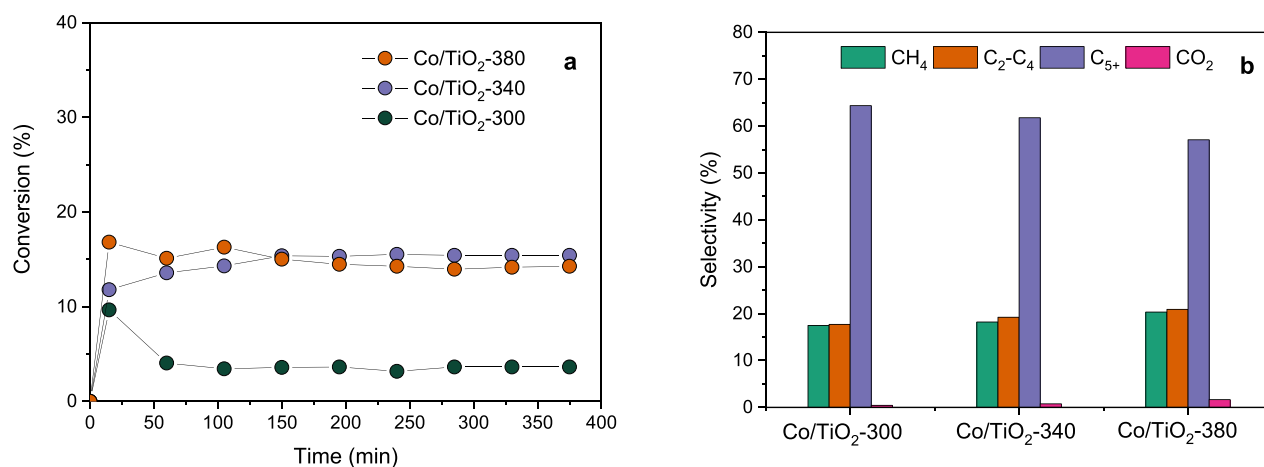 40
30
20
10
0
Conversion (%)
Co/TiO₂-380
Co/TiO₂-340
Co/TiO₂-300
a
0 50 100 150 200 250 300 350 400
Time (min)
80
70
60
50
40
30
20
10
0
Selectivity (%)
CH₄ C₂-C₄ C₅₊ CO₂
b
Co/TiO₂-300 Co/TiO₂-340 Co/TiO₂-380